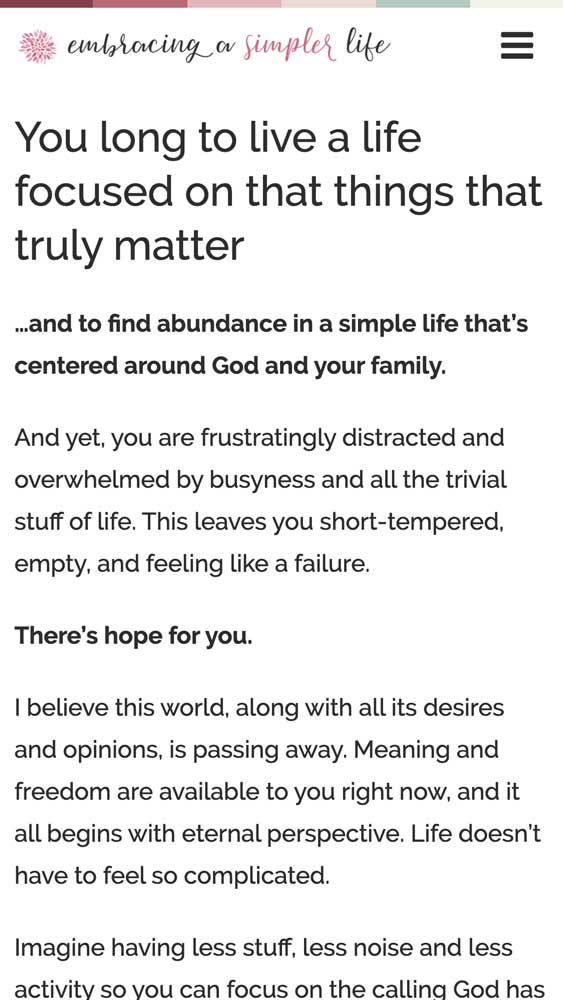 embracing a simpler life
You long to live a life
focused on that things that
truly matter
…and to find abundance in a simple life that’s
centered around God and your family.
And yet, you are frustratingly distracted and
overwhelmed by busyness and all the trivial
stuff of life. This leaves you short-tempered,
empty, and feeling like a failure.
There’s hope for you.
I believe this world, along with all its desires
and opinions, is passing away. Meaning and
freedom are available to you right now, and it
all begins with eternal perspective. Life doesn’t
have to feel so complicated.
Imagine having less stuff, less noise and less
activity so you can focus on the calling God has